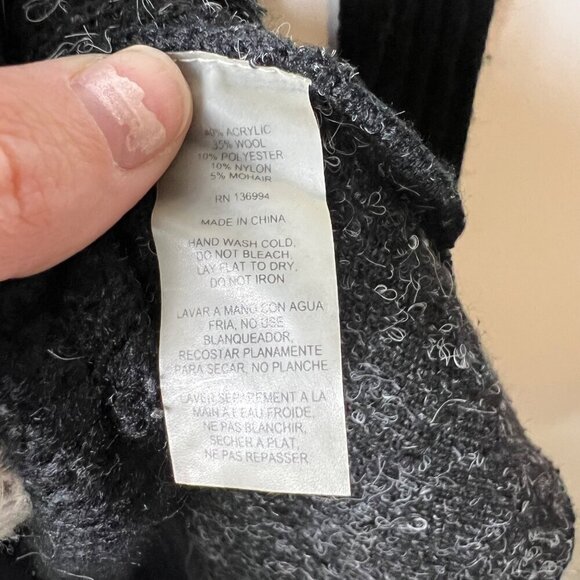 40% ACRYLIC
35% WOOL
10% POLYESTER
10% NYLON
5% MOHAIR
RN 136994
MADE IN CHINA
HAND WASH COLD,
DO NOT BLEACH,
LAY FLAT TO DRY,
DO NOT IRON
LAVAR A MANO CON AGUA
FRIA, NO USE
BLANQUEADOR,
RECOSTAR PLANAMENTE
PARA SECAR, NO PLANCHE
LAVER SEPAREMENT A LA
MAIN A L'EAU FROIDE,
NE PAS BLANCHIR,
SECHER A PLAT,
NE PAS REPASSER